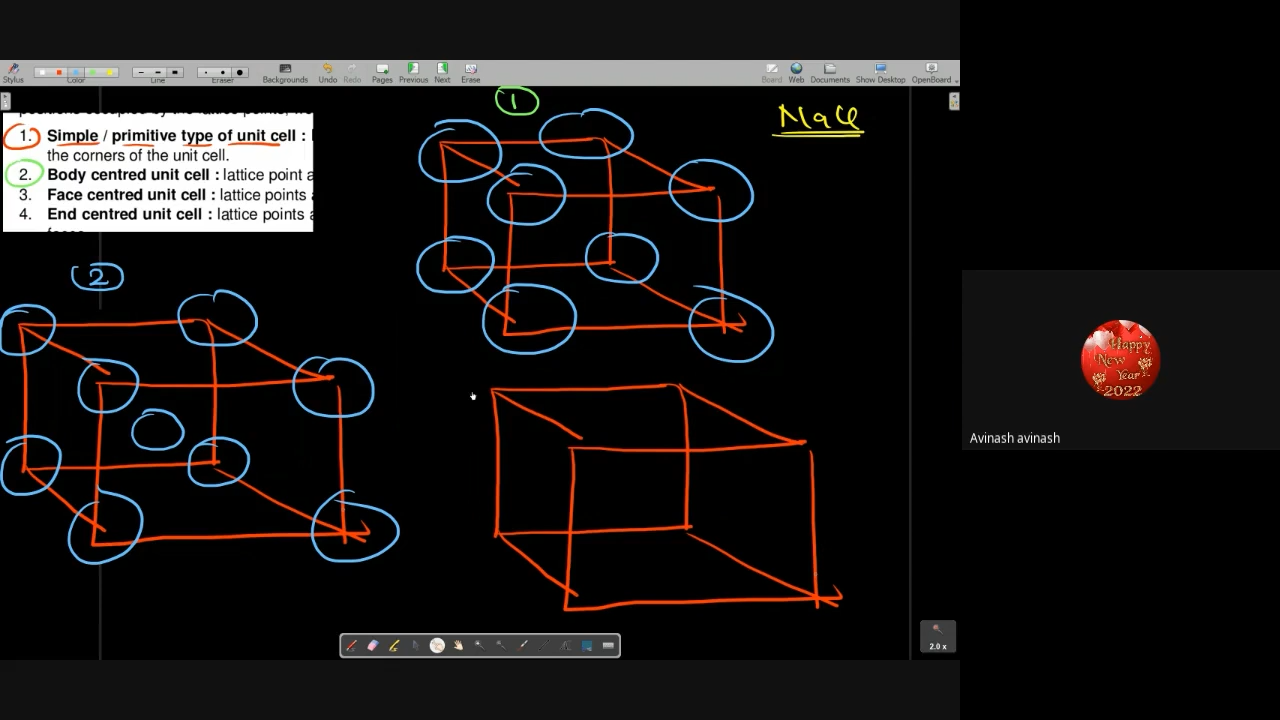 Stylus
Color
Line
Eraser
Backgrounds
Undo
Redo
Pages
Previous
Next
Erase
Board
Web
Documents
Show Desktop
OpenBoard
1
NaCl
1. Simple / primitive type of unit cell :
the corners of the unit cell.
2. Body centred unit cell : lattice point a
3. Face centred unit cell : lattice points
4. End centred unit cell : lattice points a
2
Happy
New
Year
2022
Avinash avinash
2.0 x